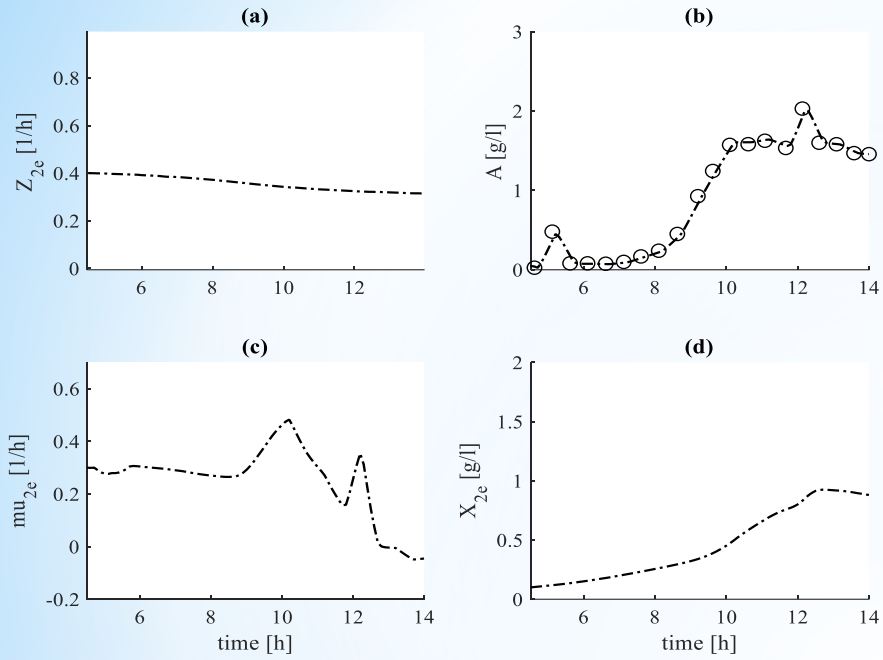 (a)
Z2e [1/h]
0.8
0.6
0.4
0.2
0
6 8 10 12
(b)
A [g/l]
3
2
1
0
6 8 10 12 14
(c)
mu2e [1/h]
0.6
0.4
0.2
0
-0.2
6 8 10 12 14
time [h]
(d)
X2e [g/l]
2
1.5
1
0.5
0
6 8 10 12 14
time [h]